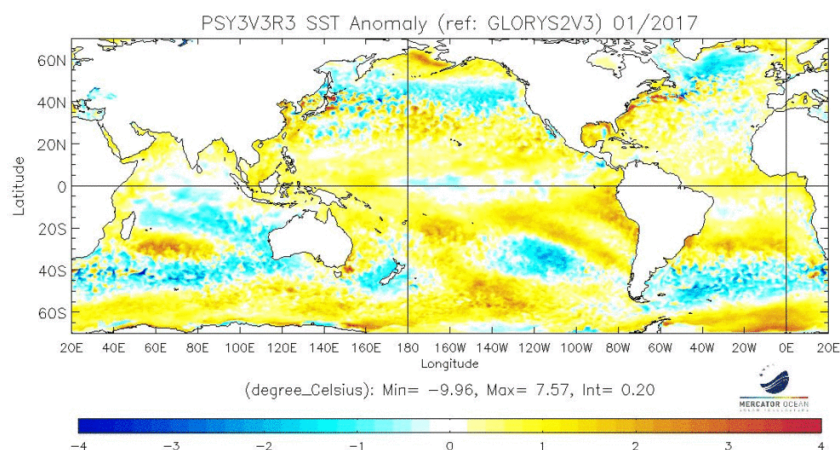 PSY3V3R3 SST Anomaly (ref: GLORYS2V3) 01/2017
Latitude
60N
40N
20N
0
20S
40S
60S
20E 40E 60E 80E 100E 120E 140E 160E 180 160W 140W 120W 100W 80W 60W 40W 20W 0E 20E
Longitude
(degree_Celsius): Min= -9.96, Max= 7.57, Int= 0.20
MERCATOR OCEAN
-4 -3 -2 -1 0 1 2 3 4